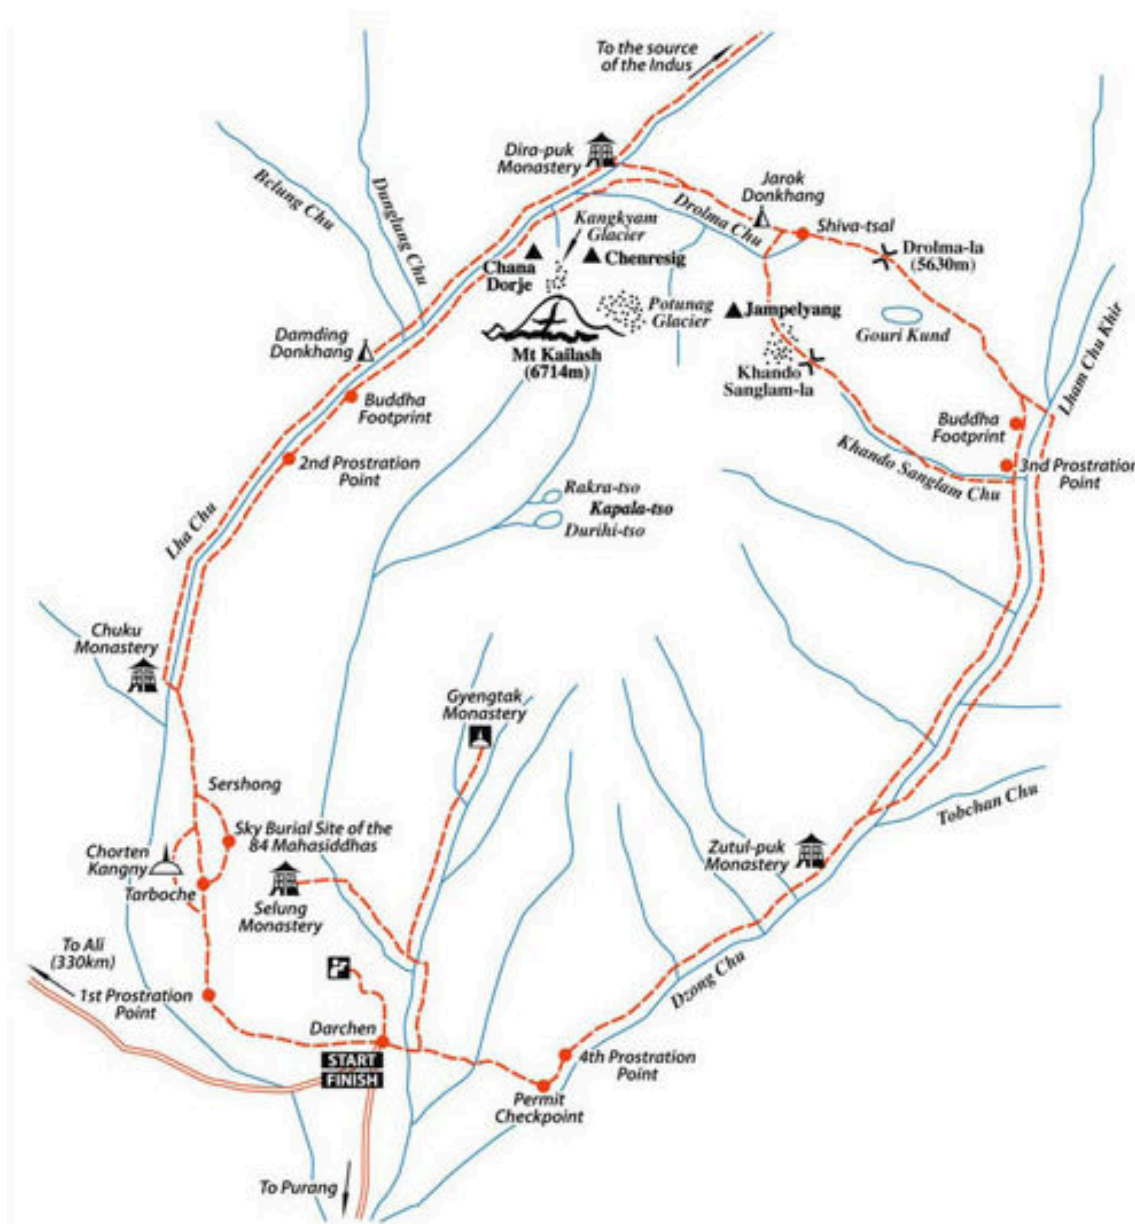 To the source
of the Indus
Dira-puk
Monastery
Belung Chu
Dunglung Chu
Jarok
Donkhang
Drolma Chu
Shiva-tsal
Kangkyam
Glacier
Drolma-la
(5630m)
Chana
Dorje
Chenresig
Potunag
Glacier
Jampelyang
Gouri Kund
Lham Chu Khir
Damding
Donkhang
Mt Kailash
(6714m)
Khando
Sanglam-la
Buddha
Footprint
Buddha
Footprint
2nd Prostration
Point
Khando Sanglam Chu
3nd Prostration
Point
Rakra-tso
Kapala-tso
Durihi-tso
Lha Chu
Chuku
Monastery
Gyengtak
Monastery
Sershong
Sky Burial Site of the
84 Mahasiddhas
Chorten
Kangny
Tarboche
Selung
Monastery
Zutul-puk
Monastery
Tobchan Chu
To Ali
(330km)
1st Prostration
Point
Dzong Chu
Darchen
START
FINISH
4th Prostration
Point
Permit
Checkpoint
To Purang